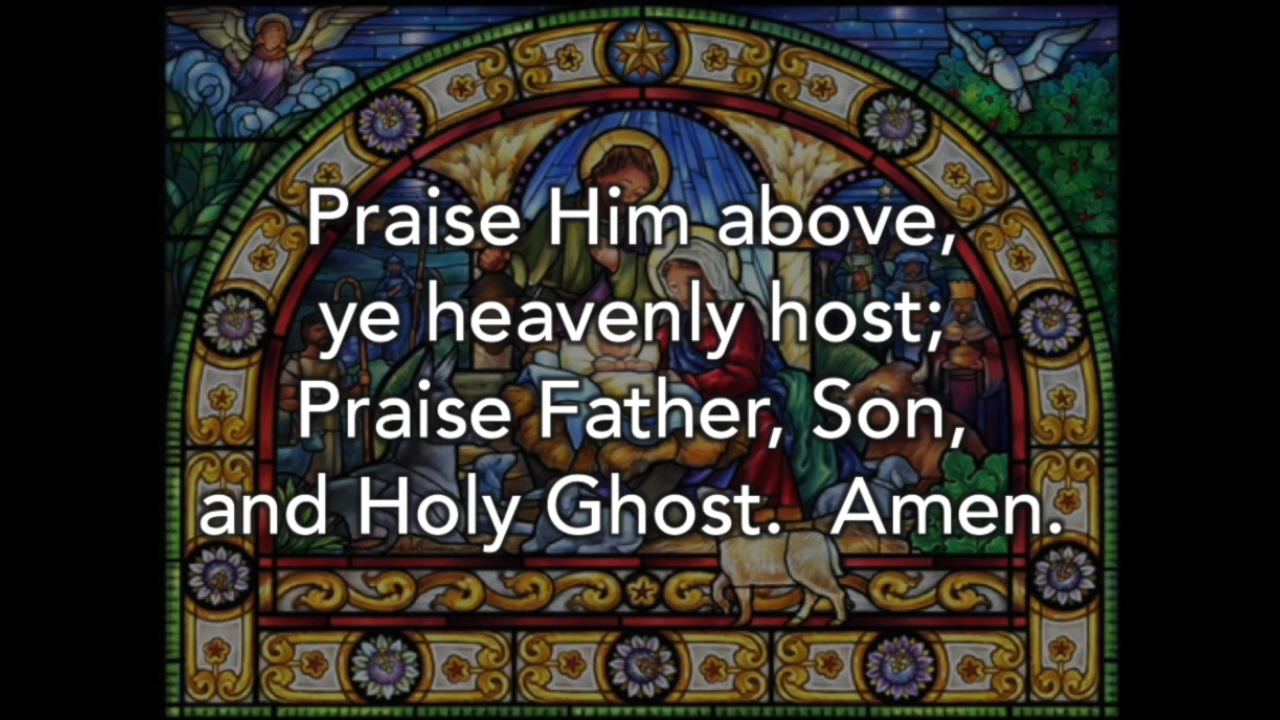 Praise Him above,
ye heavenly host;
Praise Father, Son,
and Holy Ghost.  Amen.